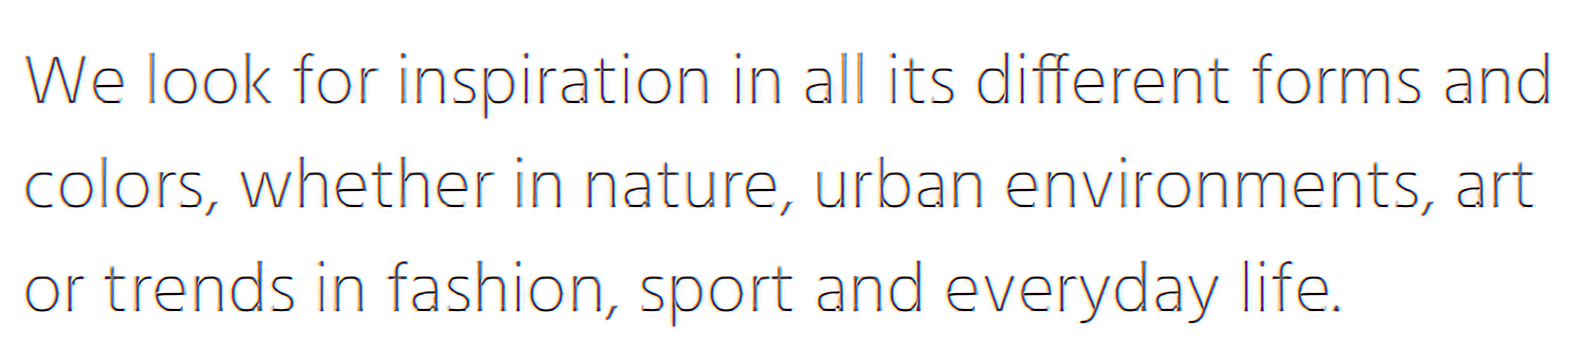 We look for inspiration in all its different forms and
colors, whether in nature, urban environments, art
or trends in fashion, sport and everyday life.